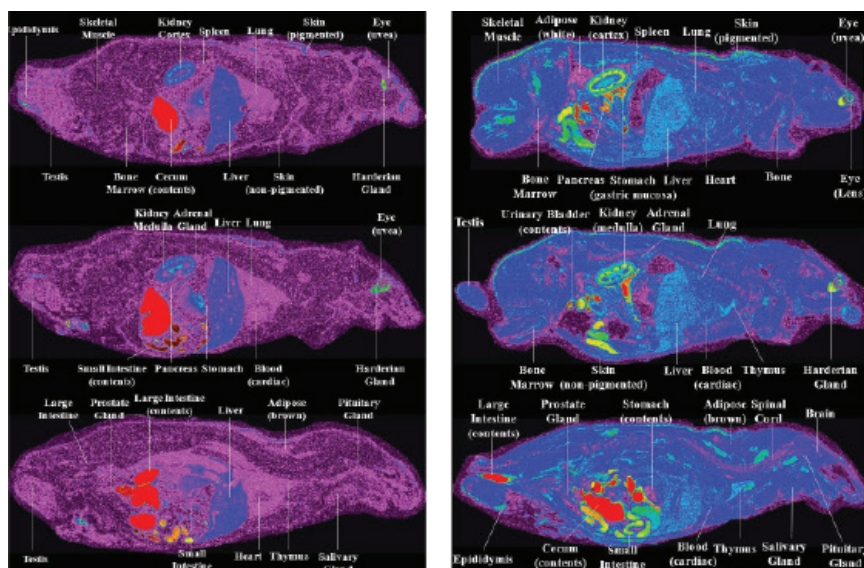 Epididymis
Skeletal
Muscle
Kidney
Cortex
Spleen
Lung
Skin
(pigmented)
Eye
(uvea)
Testis
Bone
Marrow
Cecum
(contents)
Liver
Skin
(non-pigmented)
Harderian
Gland
Kidney
Medulla
Adrenal
Gland
Liver Lung
Eye
(uvea)
Testis
Small Intestine
(contents)
Pancreas
Stomach
Blood
(cardiac)
Harderian
Gland
Large
Intestine
Prostate
Gland
Large Intestine
(contents)
Liver
Adipose
(brown)
Pituitary
Gland
Testis
Small
Intestine
Heart
Thymus
Salivary
Gland
Skeletal
Muscle
Adipose
(white)
Kidney
(cortex)
Spleen
Lung
Skin
(pigmented)
Eye
(uvea)
Bone
Marrow
Pancreas
Stomach
(gastric mucosa)
Liver
Heart
Bone
Eye
(Lens)
Testis
Urinary Bladder
(contents)
Kidney
(medulla)
Adrenal
Gland
Lung
Bone
Marrow
Skin
(non-pigmented)
Liver
Blood
(cardiac)
Thymus
Harderian
Gland
Large
Intestine
(contents)
Prostate
Gland
Stomach
(contents)
Adipose
(brown)
Spinal
Cord
Brain
Epididymis
Cecum
(contents)
Small
Intestine
Blood
(cardiac)
Thymus
Salivary
Gland
Pituitary
Gland